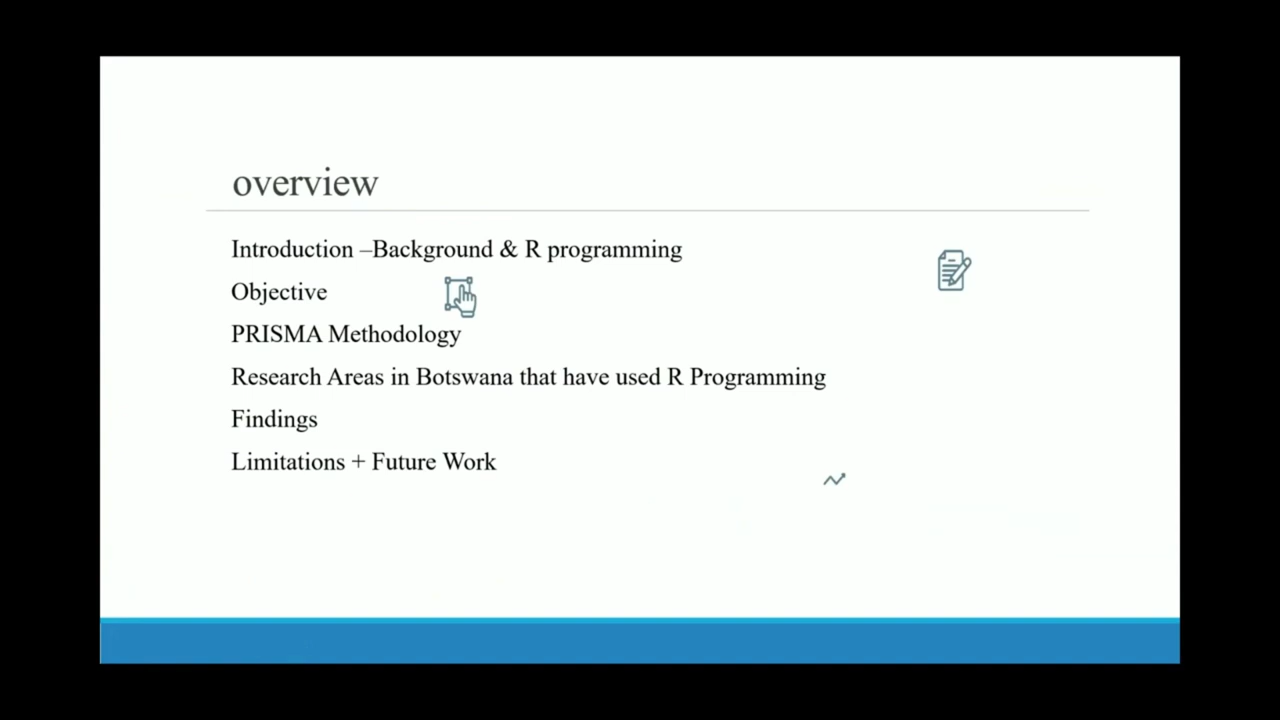 overview
Introduction –Background & R programming
Objective
PRISMA Methodology
Research Areas in Botswana that have used R Programming
Findings
Limitations + Future Work